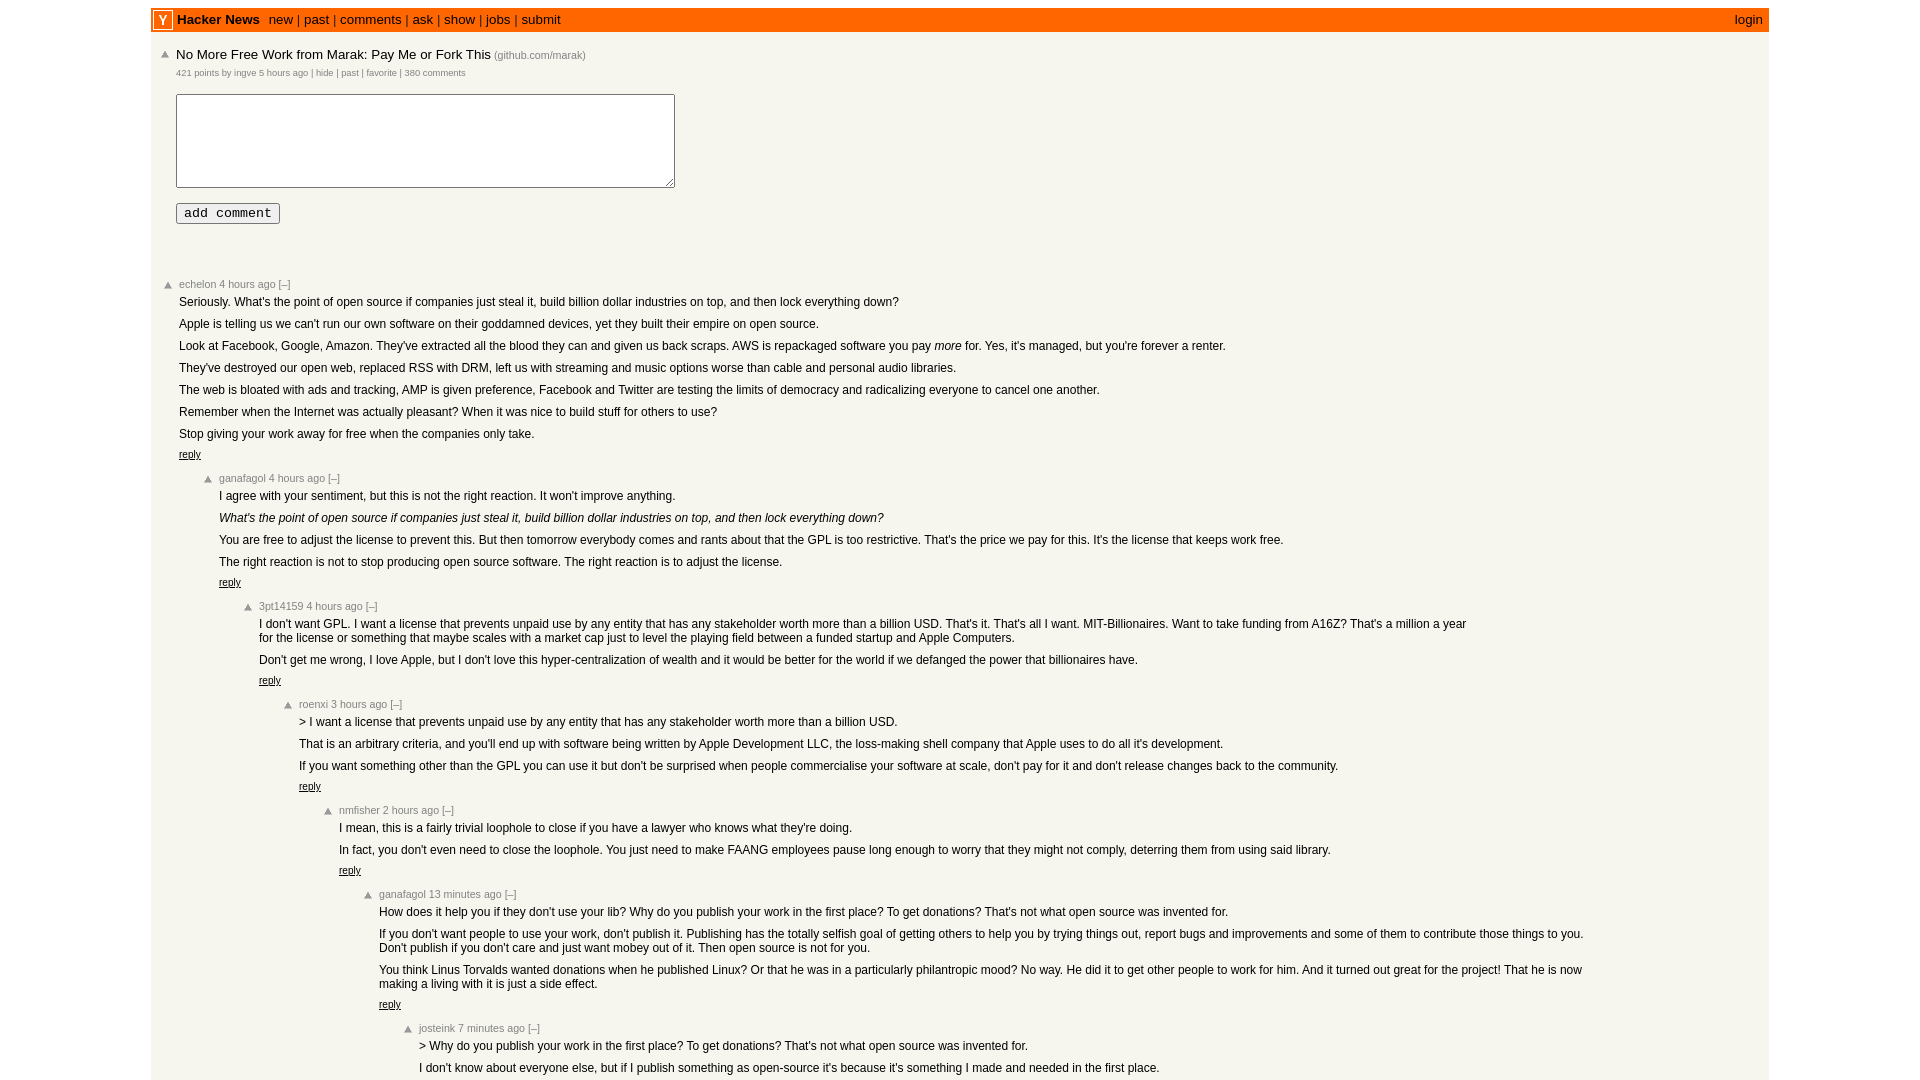 Y Hacker News new | past | comments | ask | show | jobs | submit login
No More Free Work from Marak: Pay Me or Fork This (github.com/marak)
421 points by ingve 5 hours ago | hide | past | favorite | 380 comments
add comment
echelon 4 hours ago [–]
Seriously. What's the point of open source if companies just steal it, build billion dollar industries on top, and then lock everything down?
Apple is telling us we can't run our own software on their goddamned devices, yet they built their empire on open source.
Look at Facebook, Google, Amazon. They've extracted all the blood they can and given us back scraps. AWS is repackaged software you pay more for. Yes, it's managed, but you're forever a renter.
They've destroyed our open web, replaced RSS with DRM, left us with streaming and music options worse than cable and personal audio libraries.
The web is bloated with ads and tracking, AMP is given preference, Facebook and Twitter are testing the limits of democracy and radicalizing everyone to cancel one another.
Remember when the Internet was actually pleasant? When it was nice to build stuff for others to use?
Stop giving your work away for free when the companies only take.
reply
ganafagol 4 hours ago [–]
I agree with your sentiment, but this is not the right reaction. It won't improve anything.
What's the point of open source if companies just steal it, build billion dollar industries on top, and then lock everything down?
You are free to adjust the license to prevent this. But then tomorrow everybody comes and rants about that the GPL is too restrictive. That's the price we pay for this. It's the license that keeps work free.
The right reaction is not to stop producing open source software. The right reaction is to adjust the license.
reply
3pt14159 4 hours ago [–]
I don't want GPL. I want a license that prevents unpaid use by any entity that has any stakeholder worth more than a billion USD. That's it. That's all I want. MIT-Billionaires. Want to take funding from A16Z? That's a million a year
for the license or something that maybe scales with a market cap just to level the playing field between a funded startup and Apple Computers.
Don't get me wrong, I love Apple, but I don't love this hyper-centralization of wealth and it would be better for the world if we defanged the power that billionaires have.
reply
roenxi 3 hours ago [–]
> I want a license that prevents unpaid use by any entity that has any stakeholder worth more than a billion USD.
That is an arbitrary criteria, and you'll end up with software being written by Apple Development LLC, the loss-making shell company that Apple uses to do all it's development.
If you want something other than the GPL you can use it but don't be surprised when people commercialise your software at scale, don't pay for it and don't release changes back to the community.
reply
nmfisher 2 hours ago [–]
I mean, this is a fairly trivial loophole to close if you have a lawyer who knows what they're doing.
In fact, you don't even need to close the loophole. You just need to make FAANG employees pause long enough to worry that they might not comply, deterring them from using said library.
reply
ganafagol 13 minutes ago [–]
How does it help you if they don't use your lib? Why do you publish your work in the first place? To get donations? That's not what open source was invented for.
If you don't want people to use your work, don't publish it. Publishing has the totally selfish goal of getting others to help you by trying things out, report bugs and improvements and some of them to contribute those things to you.
Don't publish if you don't care and just want mobey out of it. Then open source is not for you.
You think Linus Torvalds wanted donations when he published Linux? Or that he was in a particularly philantropic mood? No way. He did it to get other people to work for him. And it turned out great for the project! That he is now
making a living with it is just a side effect.
reply
josteink 7 minutes ago [–]
> Why do you publish your work in the first place? To get donations? That's not what open source was invented for.
I don't know about everyone else, but if I publish something as open-source it's because it's something I made and needed in the first place.